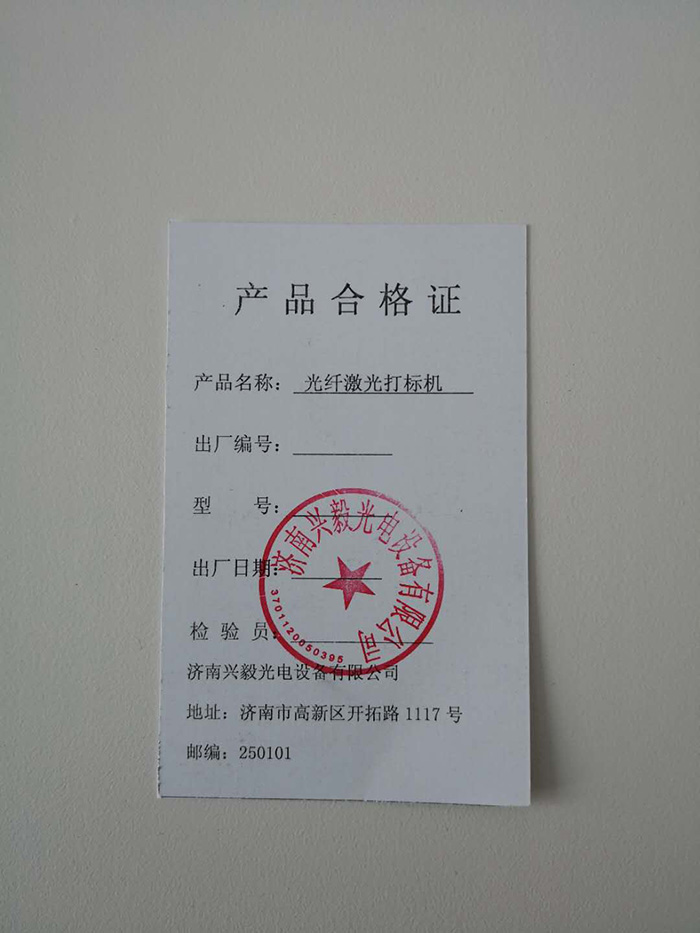 产品合格证
产品名称：光纤激光打标机
出厂编号：
型 号：
出厂日期：
检验员：
济南兴毅光电设备有限公司
3701120050395
济南兴毅光电设备有限公司
地址：济南市高新区开拓路1117号
邮编：250101